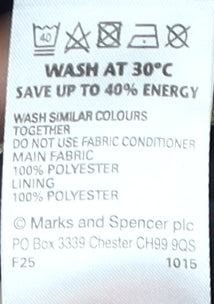 40
WASH AT 30°C
SAVE UP TO 40% ENERGY
WASH SIMILAR COLOURS
TOGETHER
DO NOT USE FABRIC CONDITIONER
MAIN FABRIC
100% POLYESTER
LINING
100% POLYESTER
© Marks and Spencer plc
PO Box 3339 Chester CH99 9QS
F25 1015